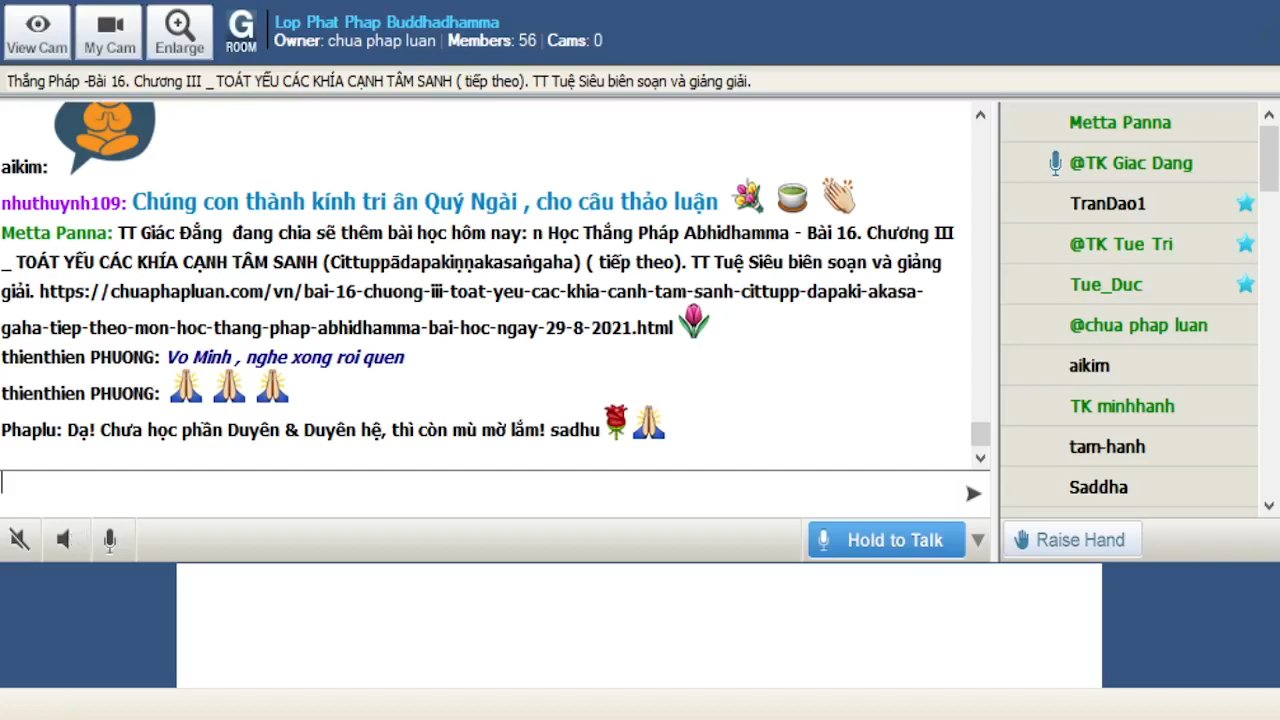 View Cam
My Cam
Enlarge
G
ROOM
Lop Phat Phap Buddhadhamma
Owner: chua phap luan | Members: 56 | Cams: 0
Thắng Pháp -Bài 16. Chương III _ TOÁT YẾU CÁC KHÍA CẠNH TÂM SANH ( tiếp theo). TT Tuệ Siêu biên soạn và giảng giải.
aikim:
nhuthuynh109: Chúng con thành kính tri ân Quý Ngài , cho câu thảo luận
Metta Panna: TT Giác Đẳng đang chia sẽ thêm bài học hôm nay: n Học Thắng Pháp Abhidhamma - Bài 16. Chương III
_ TOÁT YẾU CÁC KHÍA CẠNH TÂM SANH (Cittuppādapakiṇṇakasaṅgaha) ( tiếp theo). TT Tuệ Siêu biên soạn và giảng
giải. https://chuaphapluan.com/vn/bai-16-chuong-iii-toat-yeu-cac-khia-canh-tam-sanh-cittupp-dapaki-akasa-
gaha-tiep-theo-mon-hoc-thang-phap-abhidhamma-bai-hoc-ngay-29-8-2021.html
thienthien PHUONG: Vo Minh , nghe xong roi quen
thienthien PHUONG:
Phaplu: Dạ! Chưa học phần Duyên & Duyên hệ, thì còn mù mờ lắm! sadhu
Metta Panna
@TK Giac Dang
TranDao1
@TK Tue Tri
Tue_Duc
@chua phap luan
aikim
TK minhhanh
tam-hanh
Saddha
Hold to Talk
Raise Hand